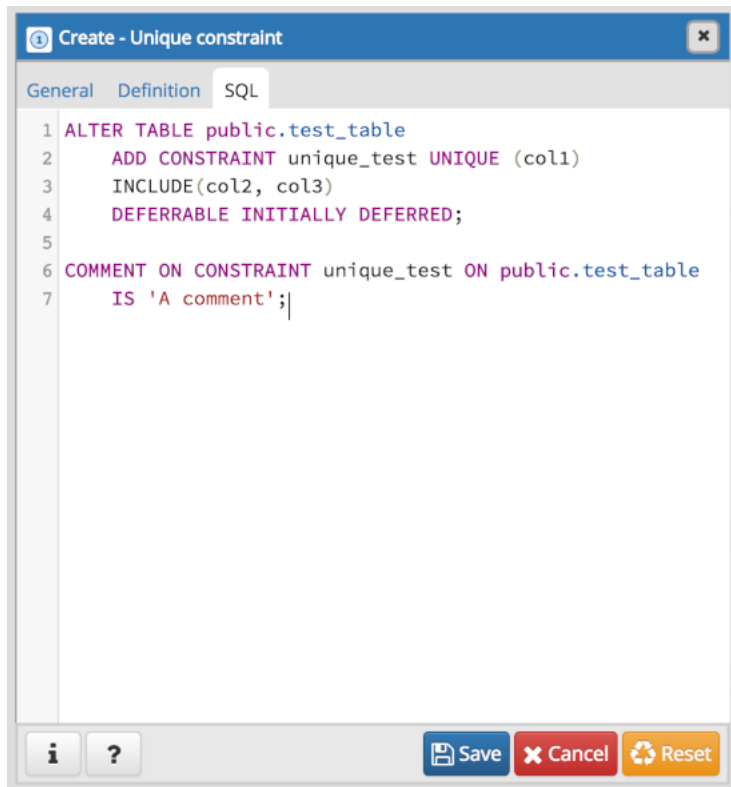 1 Create - Unique constraint ×
General Definition SQL
1 ALTER TABLE public.test_table
2     ADD CONSTRAINT unique_test UNIQUE (col1)
3     INCLUDE(col2, col3)
4     DEFERRABLE INITIALLY DEFERRED;
5
6 COMMENT ON CONSTRAINT unique_test ON public.test_table
7     IS 'A comment';
i ? Save Cancel Reset